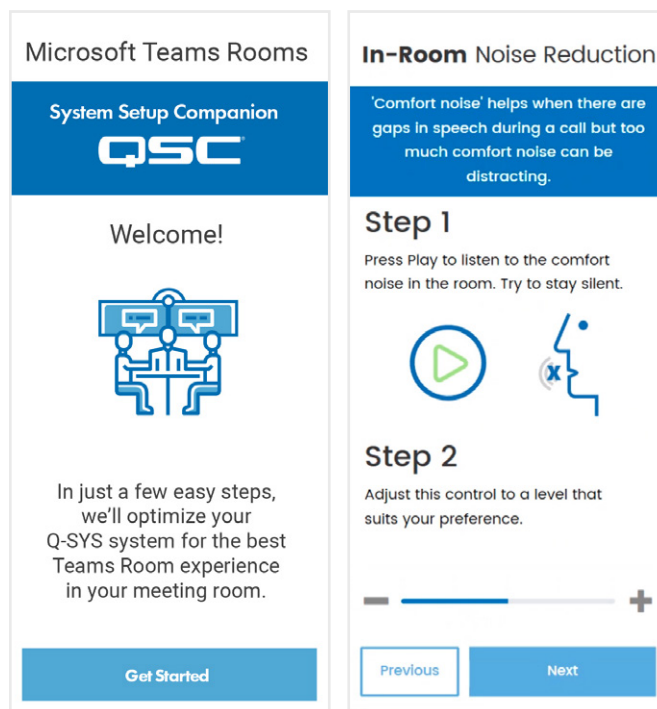 Microsoft Teams Rooms
System Setup Companion
QSC
Welcome!
In just a few easy steps,
we'll optimize your
Q-SYS system for the best
Teams Room experience
in your meeting room.
Get Started
In-Room Noise Reduction
'Comfort noise' helps when there are
gaps in speech during a call but too
much comfort noise can be
distracting.
Step 1
Press Play to listen to the comfort
noise in the room. Try to stay silent.
x
Step 2
Adjust this control to a level that
suits your preference.
Previous
Next